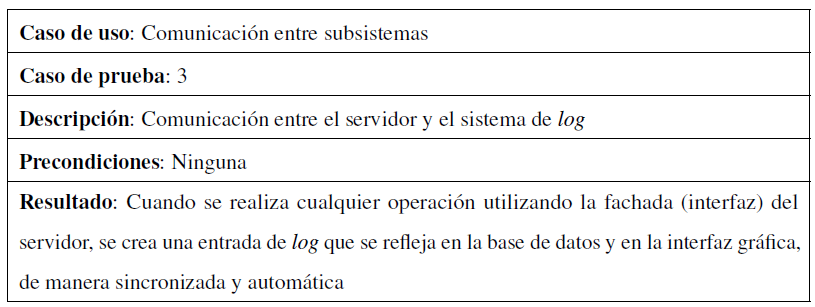 Caso de uso: Comunicación entre subsistemas
Caso de prueba: 3
Descripción: Comunicación entre el servidor y el sistema de log
Precondiciones: Ninguna
Resultado: Cuando se realiza cualquier operación utilizando la fachada (interfaz) del
servidor, se crea una entrada de log que se refleja en la base de datos y en la interfaz gráfica,
de manera sincronizada y automática